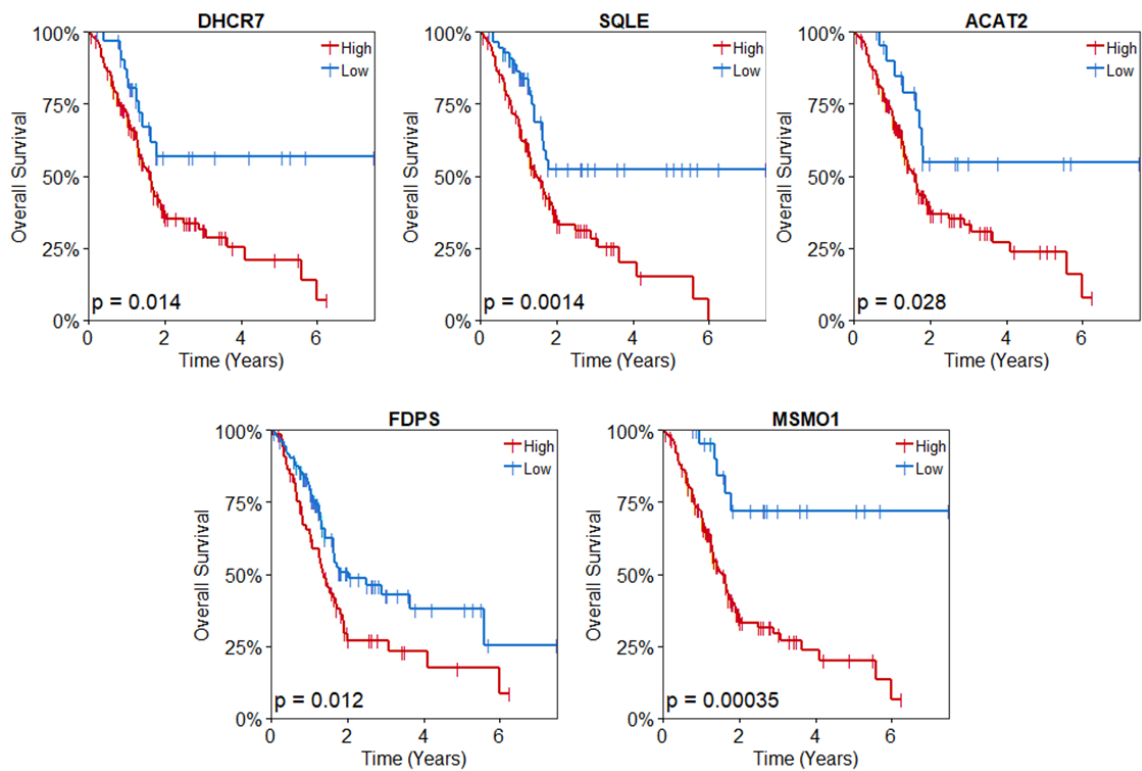 DHCR7
SQLE
ACAT2
100%
75%
50%
25%
0%
Overall Survival
High
Low
p = 0.014
0 2 4 6
Time (Years)
100%
75%
50%
25%
0%
Overall Survival
High
Low
p = 0.0014
0 2 4 6
Time (Years)
100%
75%
50%
25%
0%
Overall Survival
High
Low
p = 0.028
0 2 4 6
Time (Years)
FDPS
MSMO1
100%
75%
50%
25%
0%
Overall Survival
High
Low
p = 0.012
0 2 4 6
Time (Years)
100%
75%
50%
25%
0%
Overall Survival
High
Low
p = 0.00035
0 2 4 6
Time (Years)